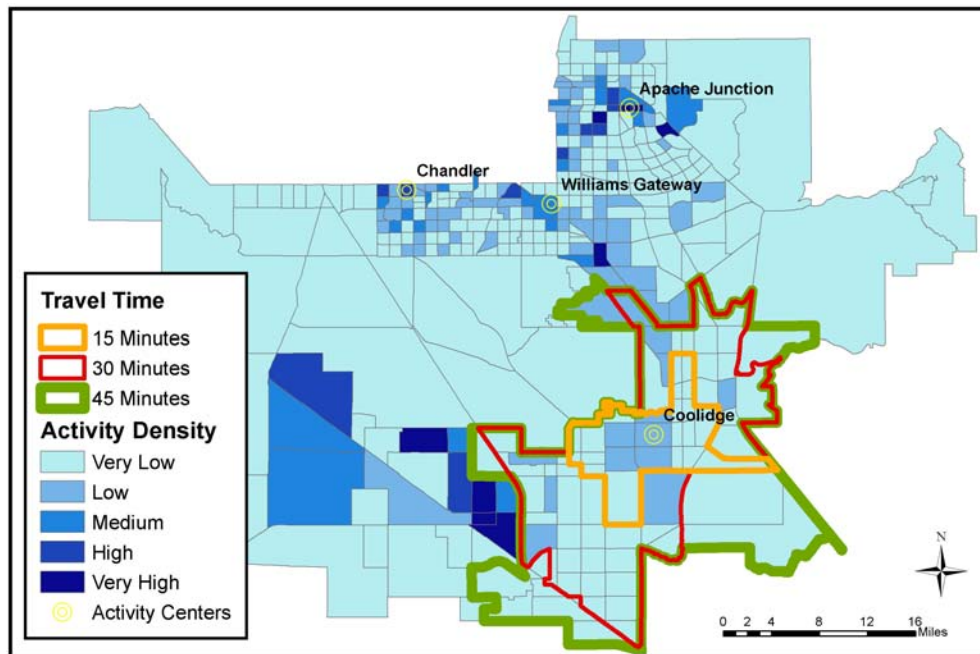 Apache Junction
Chandler
Williams Gateway
Travel Time
15 Minutes
30 Minutes
45 Minutes
Coolidge
Activity Density
Very Low
Low
Medium
High
Very High
Activity Centers
N
0 2 4 8 12 16
Miles